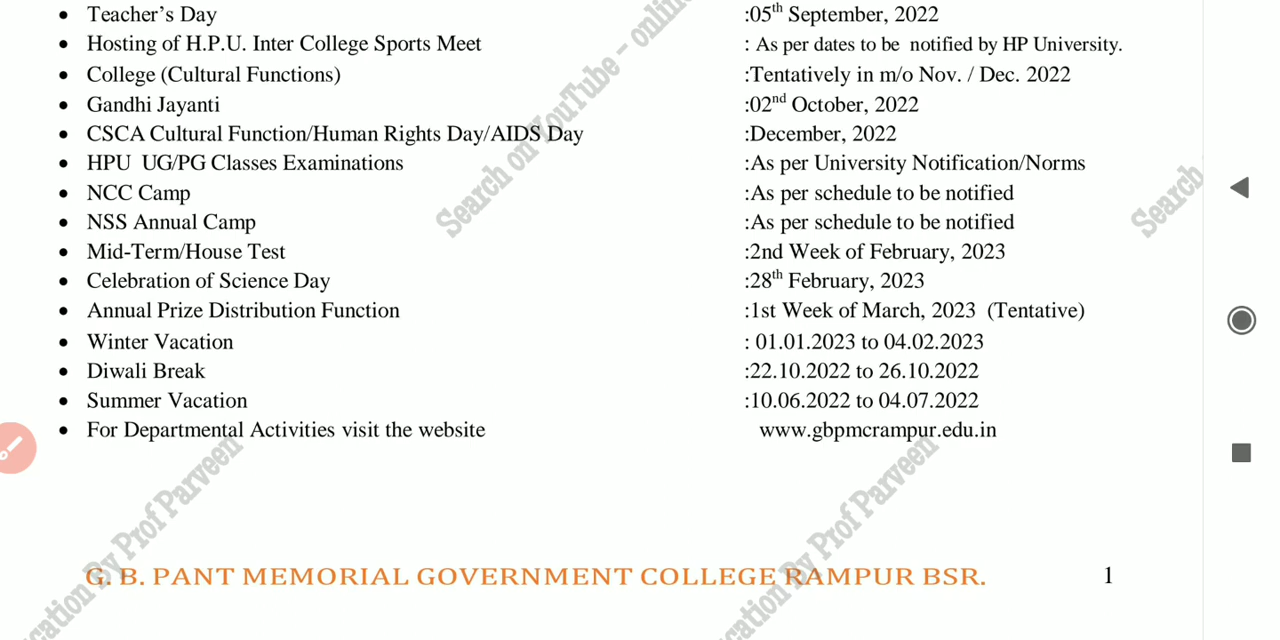 • Teacher’s Day :05th September, 2022
• Hosting of H.P.U. Inter College Sports Meet : As per dates to be notified by HP University.
• College (Cultural Functions) :Tentatively in m/o Nov. / Dec. 2022
• Gandhi Jayanti :02nd October, 2022
• CSCA Cultural Function/Human Rights Day/AIDS Day :December, 2022
• HPU UG/PG Classes Examinations :As per University Notification/Norms
• NCC Camp :As per schedule to be notified
• NSS Annual Camp :As per schedule to be notified
• Mid-Term/House Test :2nd Week of February, 2023
• Celebration of Science Day :28th February, 2023
• Annual Prize Distribution Function :1st Week of March, 2023 (Tentative)
• Winter Vacation : 01.01.2023 to 04.02.2023
• Diwali Break :22.10.2022 to 26.10.2022
• Summer Vacation :10.06.2022 to 04.07.2022
• For Departmental Activities visit the website www.gbpmcrampur.edu.in
G. B. PANT MEMORIAL GOVERNMENT COLLEGE RAMPUR BSR. 1
Search on YouTube - online
Search
cation By Prof Parveen
cation By Prof Parveen